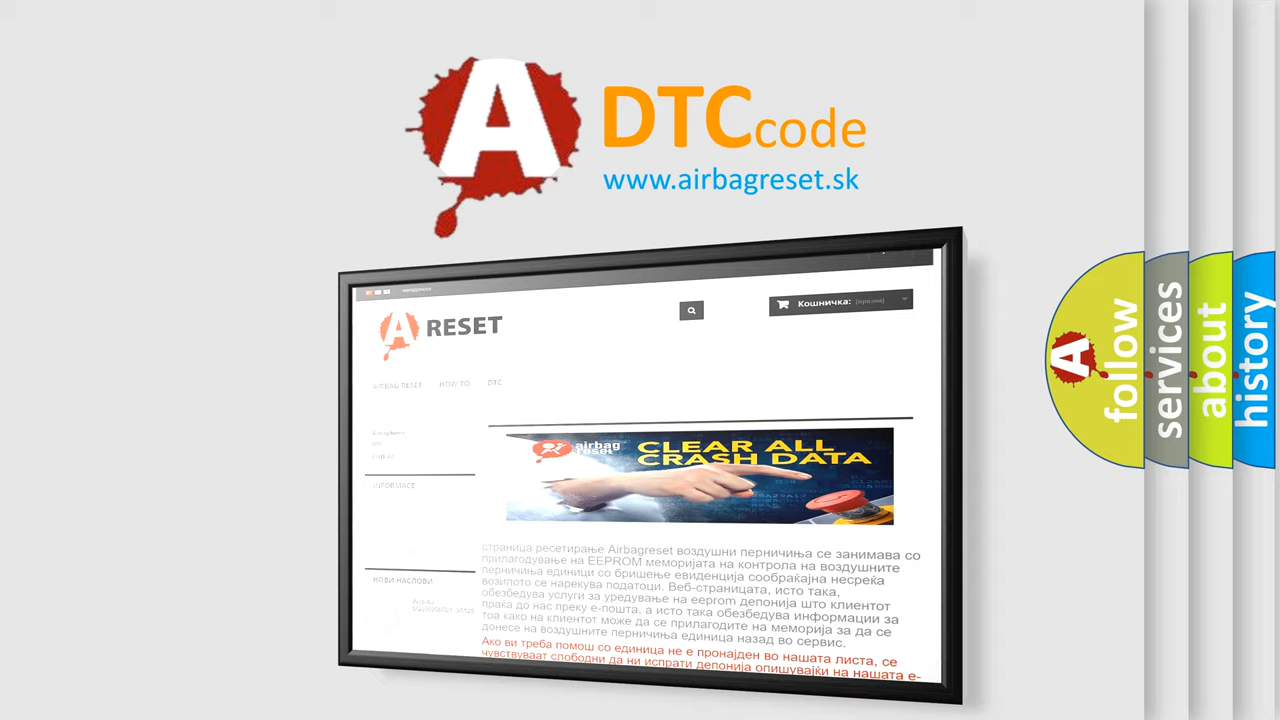 A
DTCcode
www.airbagreset.sk
A RESET
Кошничка: (празна)
AIRBAG RESET HOW TO DTC
airbag
reset
CLEAR ALL
CRASH DATA
INFORMACE
страница ресетирање Airbagreset воздушни перничиња се занимава со
прилагодување на EEPROM меморијата на контрола на воздушните
перничиња единици со бришење евиденција сообраќајна несреќа
возилото се нарекува податоци. Веб-страницата, исто така,
обезбедува услуги за уредување на eeprom депонија што клиентот
праќа до нас преку е-пошта, а исто така обезбедува информации за
тоа како на клиентот може да се прилагодите на меморија за да се
донесе на воздушните перничиња единица назад во сервис.
Ако ви треба помош со единица не е пронајден во нашата листа, се
чувствуваат слободни да ни испрати депонија опишувајќи на нашата е-
НОВИ НАСЛОВИ
A
follow
services
about
history